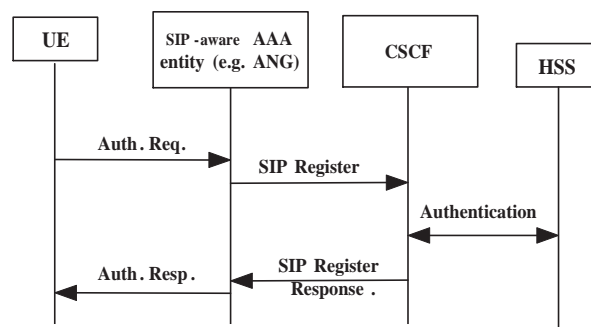 UE
SIP-aware AAA
entity (e.g. ANG)
CSCF
HSS
Auth. Req.
SIP Register
Authentication
Auth. Resp.
SIP Register
Response.